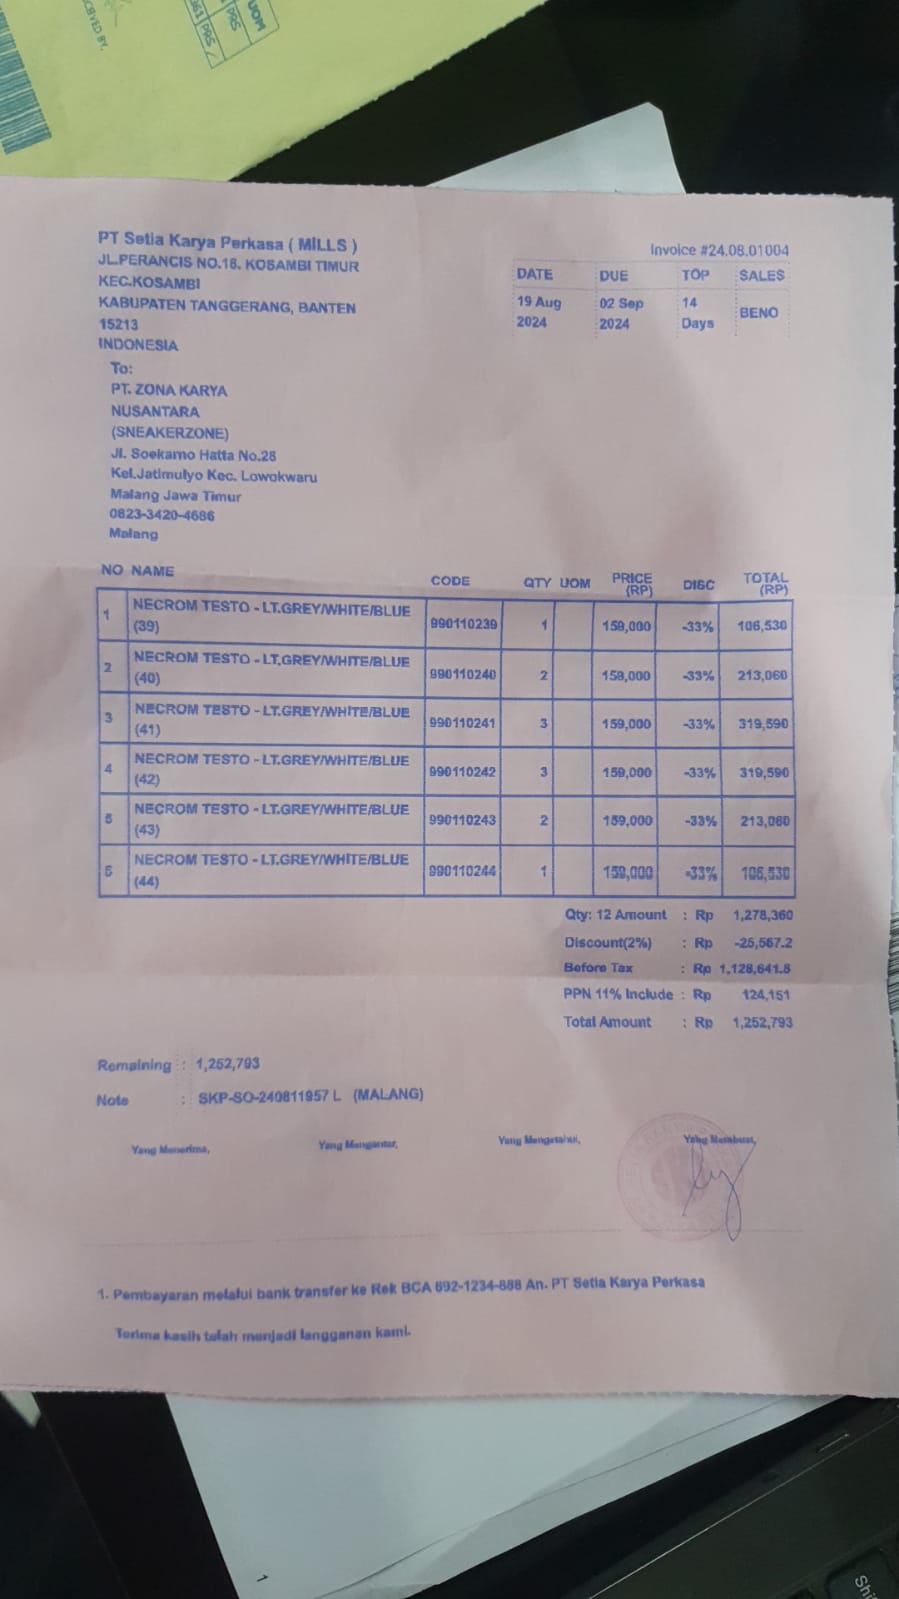 UOM
PRS
361 PRS
PT Setia Karya Perkasa ( MILLS )
JL.PERANCIS NO.18. KOSAMBI TIMUR
KEC.KOSAMBI
KABUPATEN TANGGERANG, BANTEN
15213
INDONESIA
Invoice #24.08.01004
DATE DUE TOP SALES
19 Aug 2024 02 Sep 2024 14 Days BENO
To:
PT. ZONA KARYA
NUSANTARA
(SNEAKERZONE)
Jl. Soekarno Hatta No.28
Kel.Jatimulyo Kec. Lowokwaru
Malang Jawa Timur
0823-3420-4686
Malang
NO NAME CODE QTY UOM PRICE (RP) DISC TOTAL (RP)
1 NECROM TESTO - LT.GREY/WHITE/BLUE (39) 990110239 1 159,000 -33% 106,530
2 NECROM TESTO - LT.GREY/WHITE/BLUE (40) 990110240 2 159,000 -33% 213,060
3 NECROM TESTO - LT.GREY/WHITE/BLUE (41) 990110241 3 159,000 -33% 319,590
4 NECROM TESTO - LT.GREY/WHITE/BLUE (42) 990110242 3 159,000 -33% 319,590
5 NECROM TESTO - LT.GREY/WHITE/BLUE (43) 990110243 2 159,000 -33% 213,060
6 NECROM TESTO - LT.GREY/WHITE/BLUE (44) 990110244 1 159,000 -33% 106,530
Qty: 12 Amount : Rp 1,278,360
Discount(2%) : Rp -25,567.2
Before Tax : Rp 1,128,641.8
PPN 11% Include : Rp 124,151
Total Amount : Rp 1,252,793
Remaining : 1,252,793
Note : SKP-SO-240811957 L (MALANG)
Yang Menerima, Yang Mengantar, Yang Mengetahui, Yang Membuat,
1. Pembayaran melalui bank transfer ke Rek BCA 692-1234-888 An. PT Setia Karya Perkasa
Terima kasih telah menjadi langganan kami.